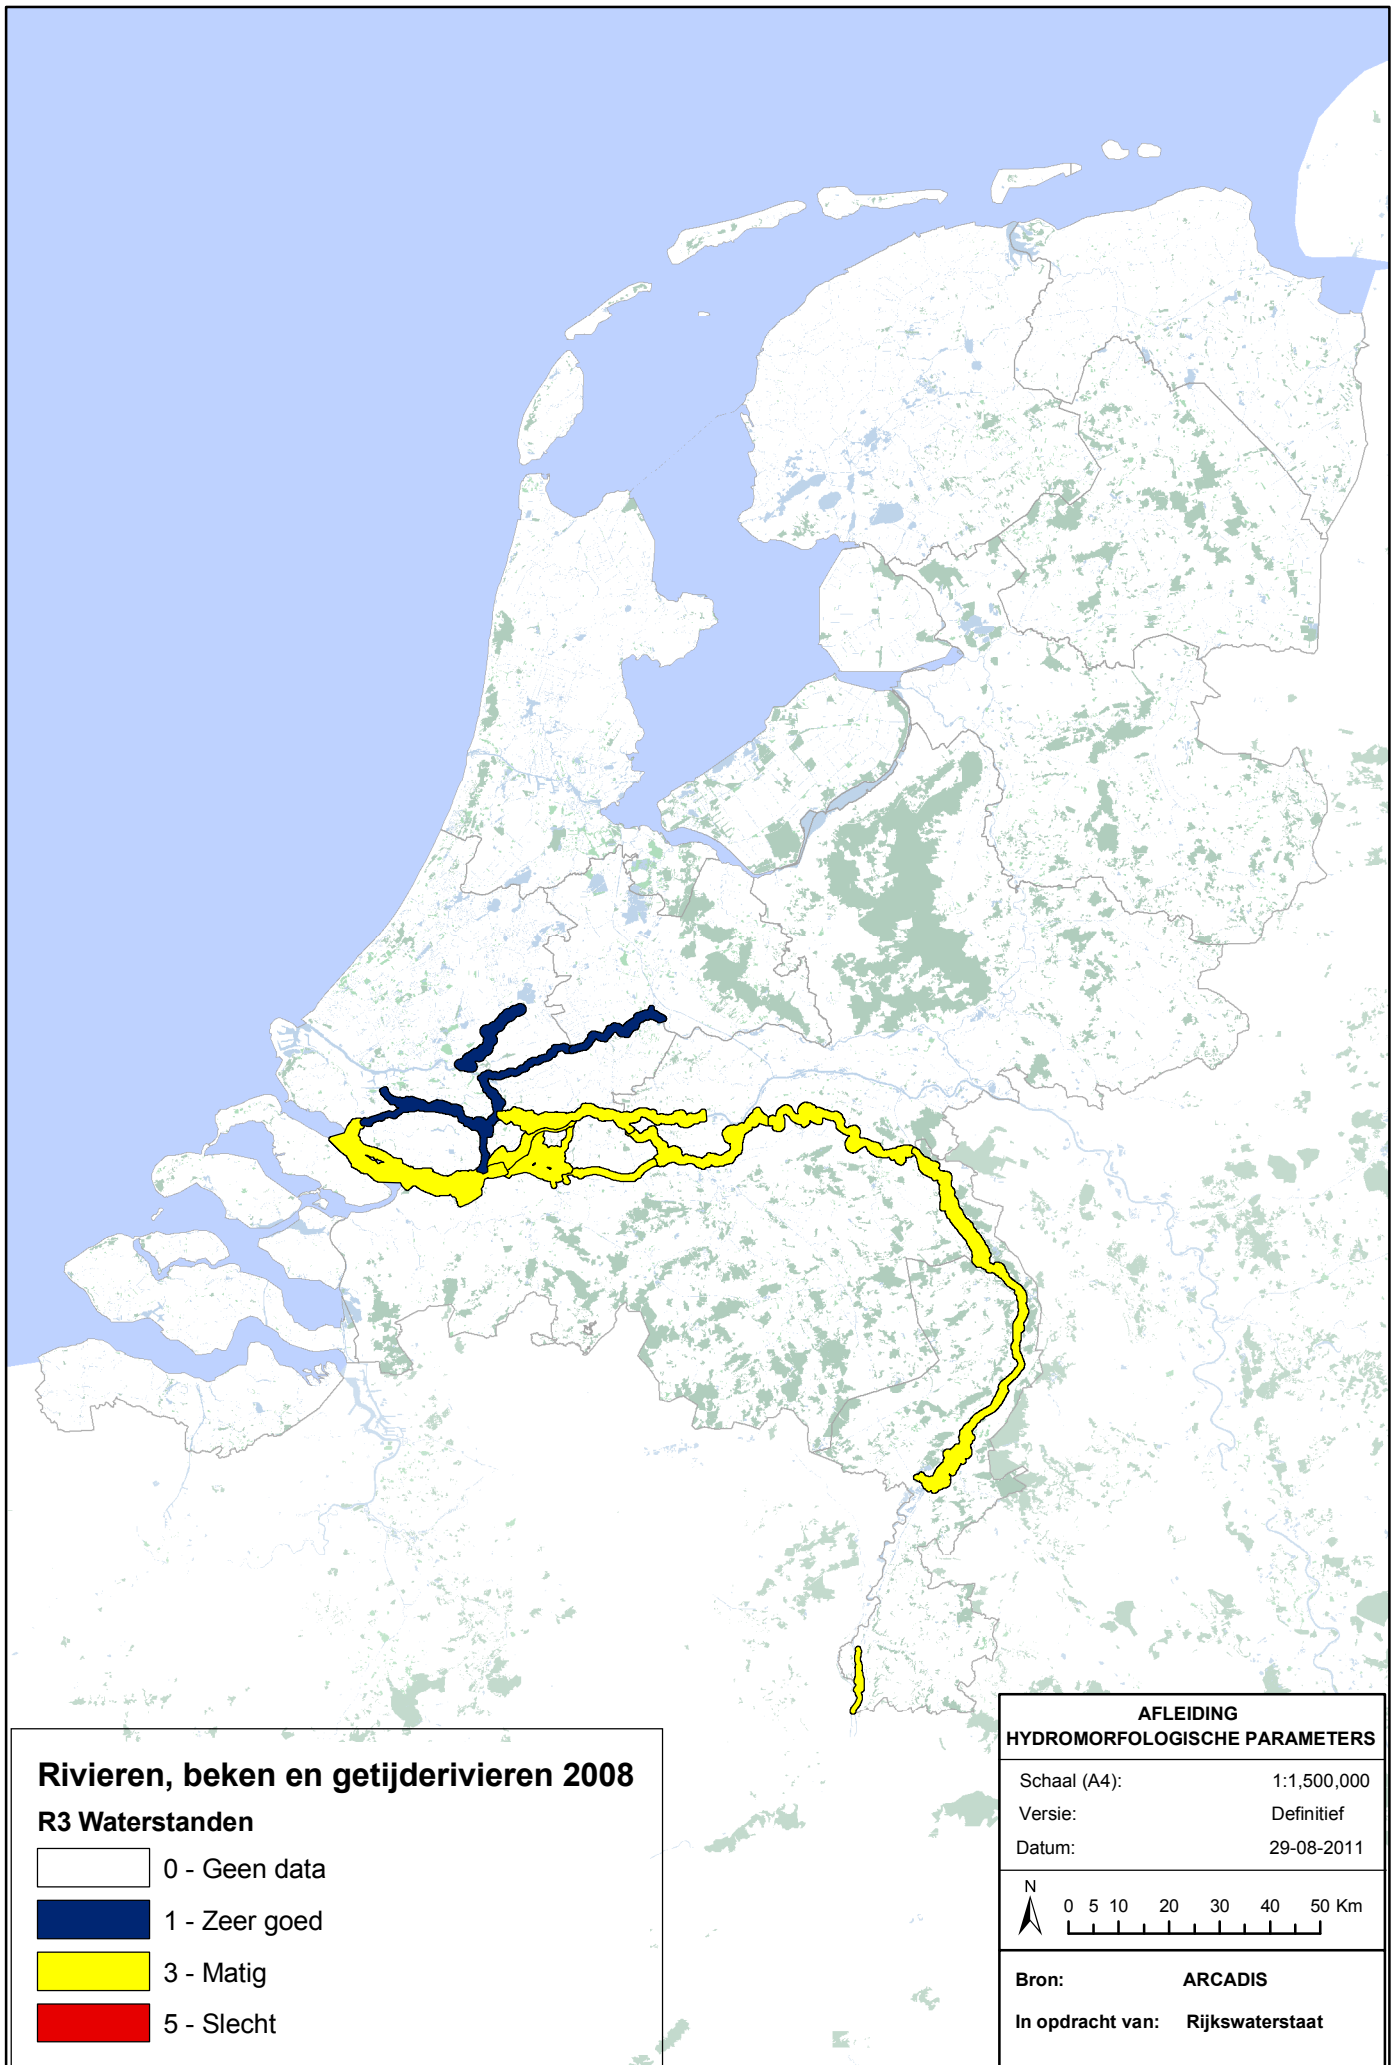 Rivieren, beken en getijderivieren 2008
R3 Waterstanden
0 - Geen data
1 - Zeer goed
3 - Matig
5 - Slecht
AFLEIDING
HYDROMORFOLOGISCHE PARAMETERS
Schaal (A4): 1:1,500,000
Versie: Definitief
Datum: 29-08-2011
N
0 5 10 20 30 40 50 Km
Bron: ARCADIS
In opdracht van: Rijkswaterstaat